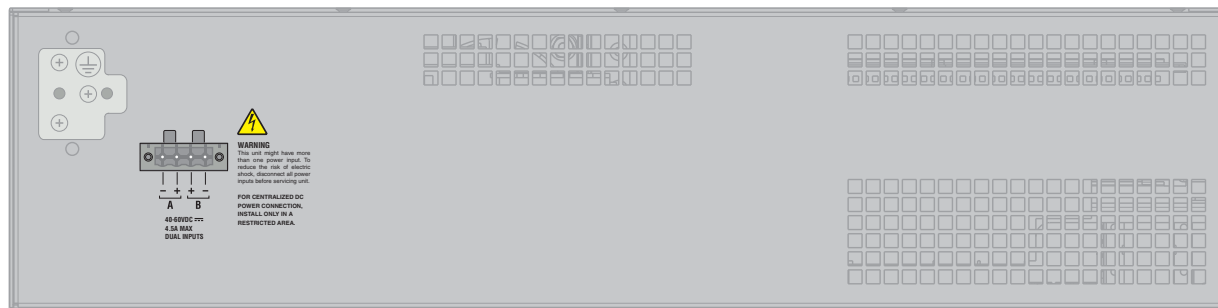 WARNING
This unit might have more
than one power input. To
reduce the risk of electric
shock, disconnect all power
inputs before servicing unit.
FOR CENTRALIZED DC
POWER CONNECTION,
INSTALL ONLY IN A
RESTRICTED AREA.
– + + –
A B
40-60VDC ⎓
4.5A MAX
DUAL INPUTS